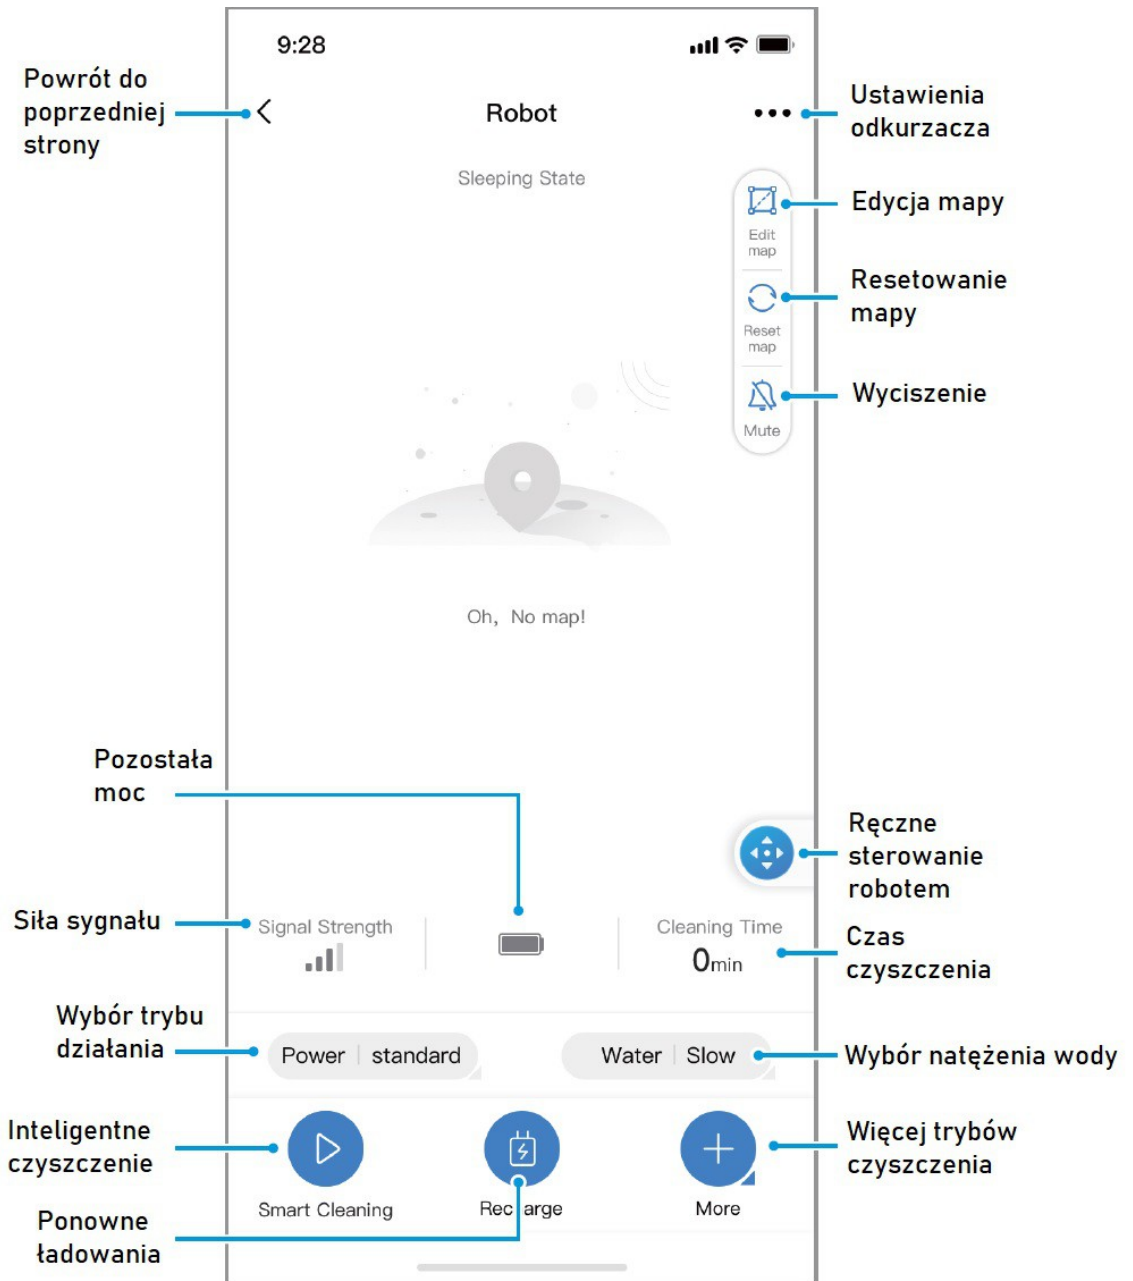 9:28
Powrót do
poprzedniej
strony
Robot
Ustawienia
odkurzacza
Sleeping State
Edit
map
Edycja mapy
Reset
map
Resetowanie
mapy
Mute
Wyciszenie
Oh, No map!
Pozostała
moc
Ręczne
sterowanie
robotem
Siła sygnału
Signal Strength
Cleaning Time
0min
Czas
czyszczenia
Wybór trybu
działania
Power | standard
Water | Slow
Wybór natężenia wody
Inteligentne
czyszczenie
Więcej trybów
czyszczenia
Smart Cleaning
Recharge
More
Ponowne
ładowania